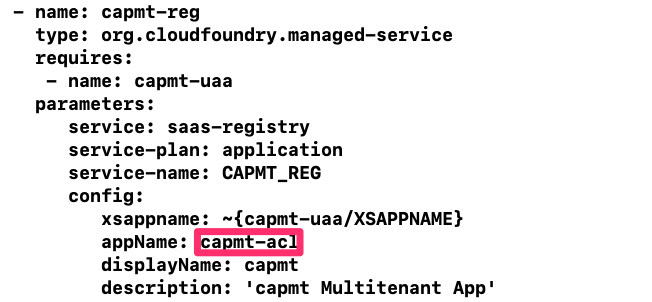 - name: capmt-reg
type: org.cloudfoundry.managed-service
requires:
- name: capmt-uaa
parameters:
service: saas-registry
service-plan: application
service-name: CAPMT_REG
config:
xsappname: ~{capmt-uaa/XSAPPNAME}
appName: capmt-acl
displayName: capmt
description: 'capmt Multitenant App'